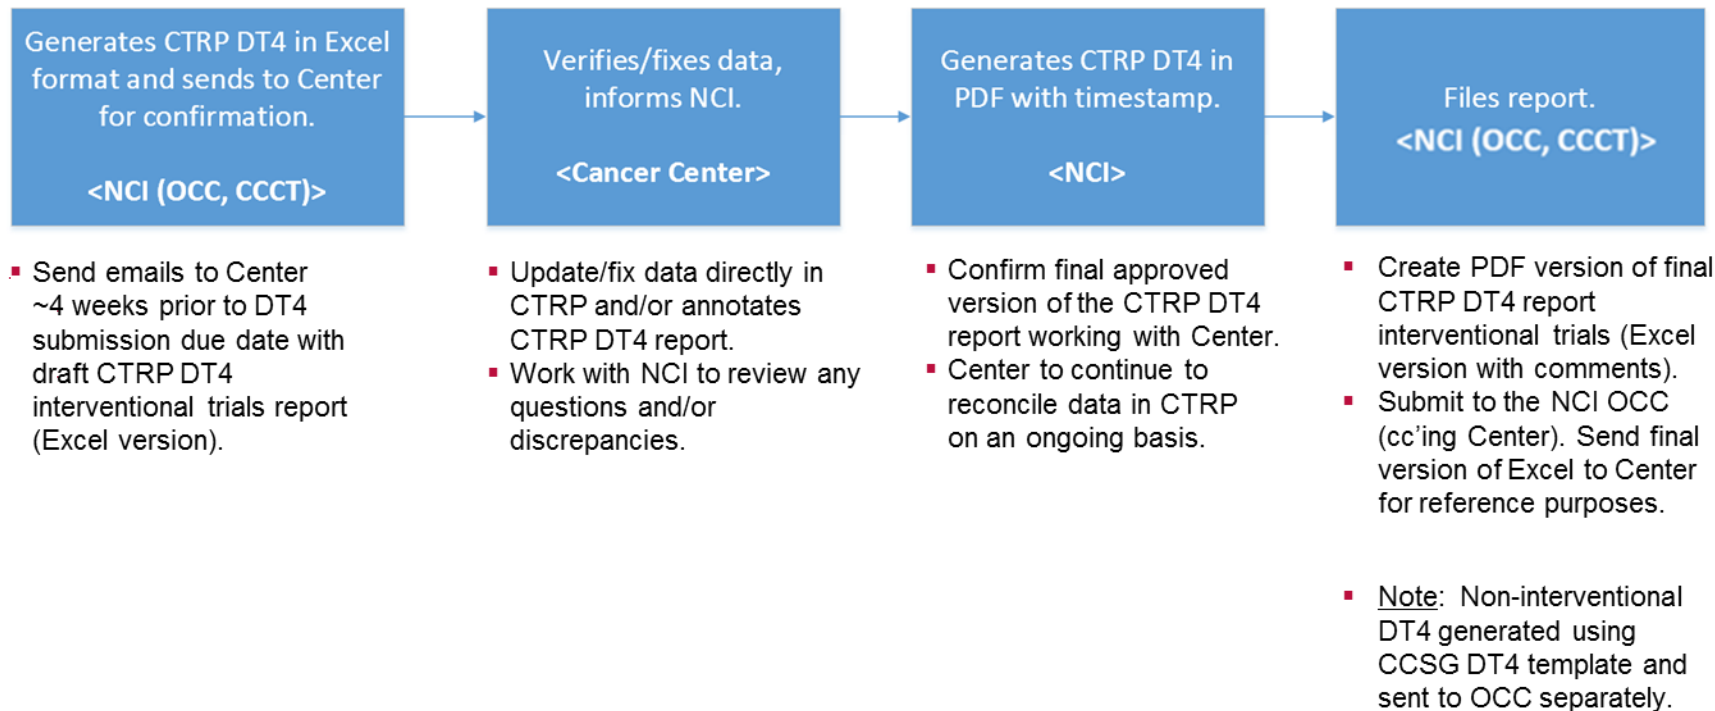 Generates CTRP DT4 in Excel
format and sends to Center
for confirmation.
<NCI (OCC, CCCT)>
Verifies/fixes data,
informs NCI.
<Cancer Center>
Generates CTRP DT4 in
PDF with timestamp.
<NCI>
Files report.
<NCI (OCC, CCCT)>
▪ Send emails to Center
~4 weeks prior to DT4
submission due date with
draft CTRP DT4
interventional trials report
(Excel version).
▪ Update/fix data directly in
CTRP and/or annotates
CTRP DT4 report.
▪ Work with NCI to review any
questions and/or
discrepancies.
▪ Confirm final approved
version of the CTRP DT4
report working with Center.
▪ Center to continue to
reconcile data in CTRP
on an ongoing basis.
▪ Create PDF version of final
CTRP DT4 report
interventional trials (Excel
version with comments).
▪ Submit to the NCI OCC
(cc’ing Center). Send final
version of Excel to Center
for reference purposes.
▪ Note: Non-interventional
DT4 generated using
CCSG DT4 template and
sent to OCC separately.